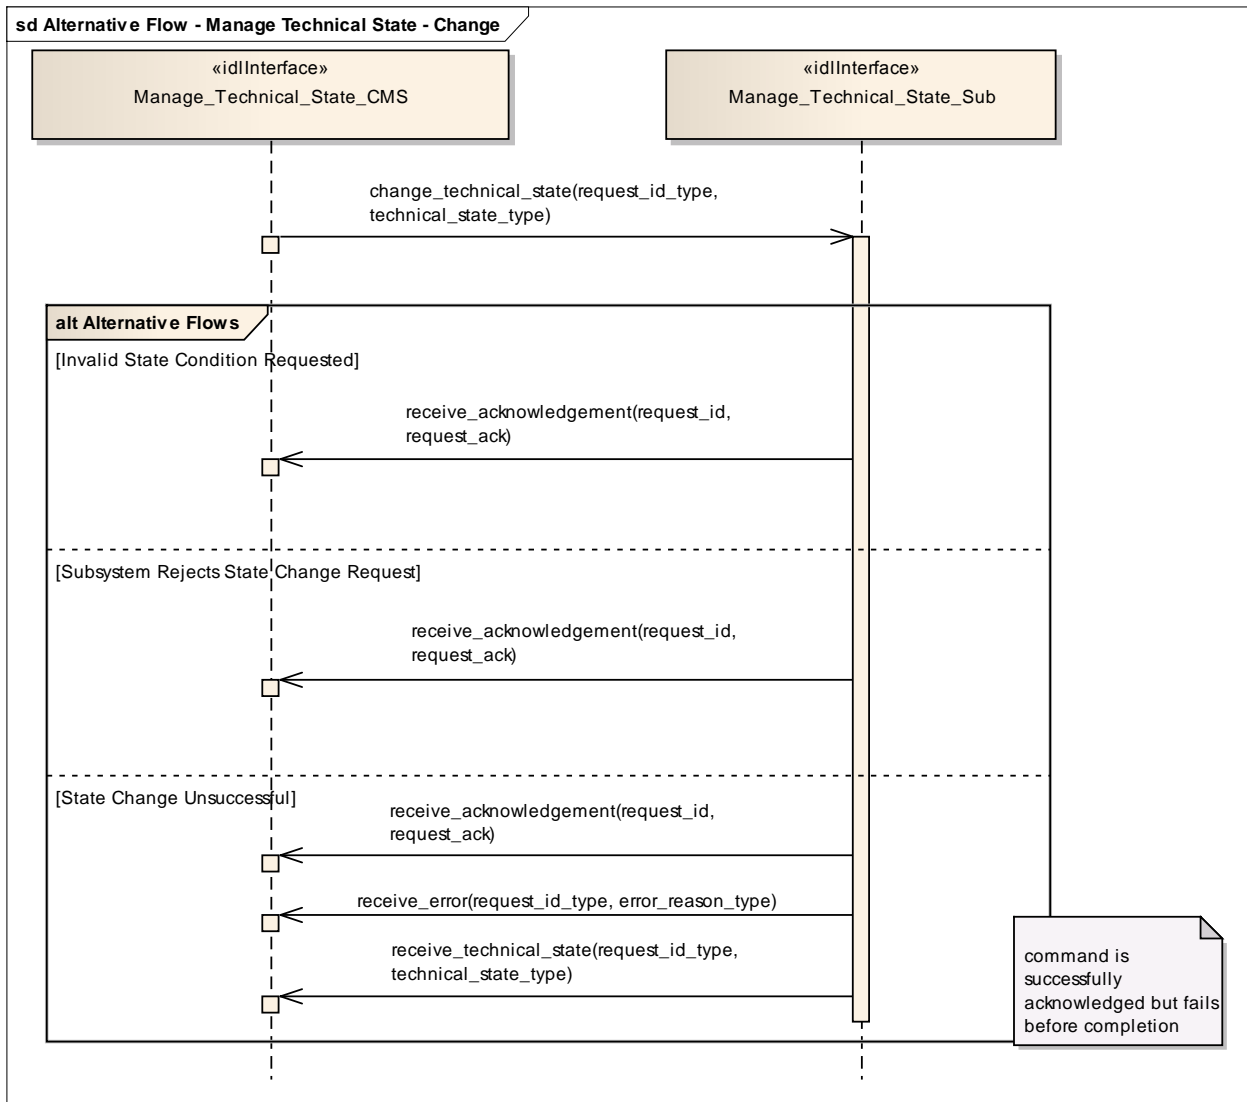 sd Alternative Flow - Manage Technical State - Change
«idlInterface»
Manage_Technical_State_CMS
«idlInterface»
Manage_Technical_State_Sub
change_technical_state(request_id_type,
technical_state_type)
alt Alternative Flows
[Invalid State Condition Requested]
receive_acknowledgement(request_id,
request_ack)
[Subsystem Rejects State Change Request]
receive_acknowledgement(request_id,
request_ack)
[State Change Unsuccessful]
receive_acknowledgement(request_id,
request_ack)
receive_error(request_id_type, error_reason_type)
receive_technical_state(request_id_type,
technical_state_type)
command is
successfully
acknowledged but fails
before completion